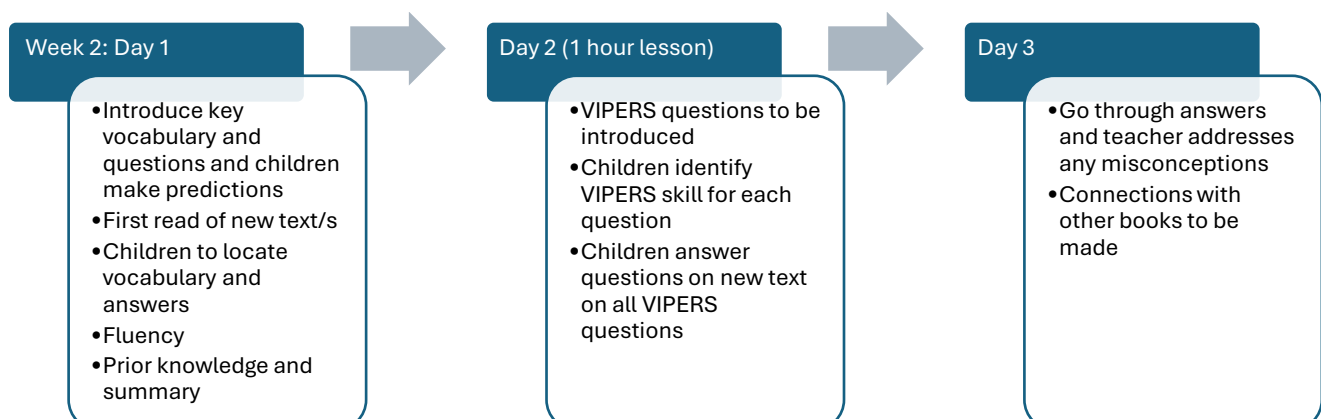 Week 2: Day 1
•Introduce key
vocabulary and
questions and children
make predictions
•First read of new text/s
•Children to locate
vocabulary and
answers
•Fluency
•Prior knowledge and
summary
Day 2 (1 hour lesson)
•VIPERS questions to be
introduced
•Children identify
VIPERS skill for each
question
•Children answer
questions on new text
on all VIPERS
questions
Day 3
•Go through answers
and teacher addresses
any misconceptions
•Connections with
other books to be
made